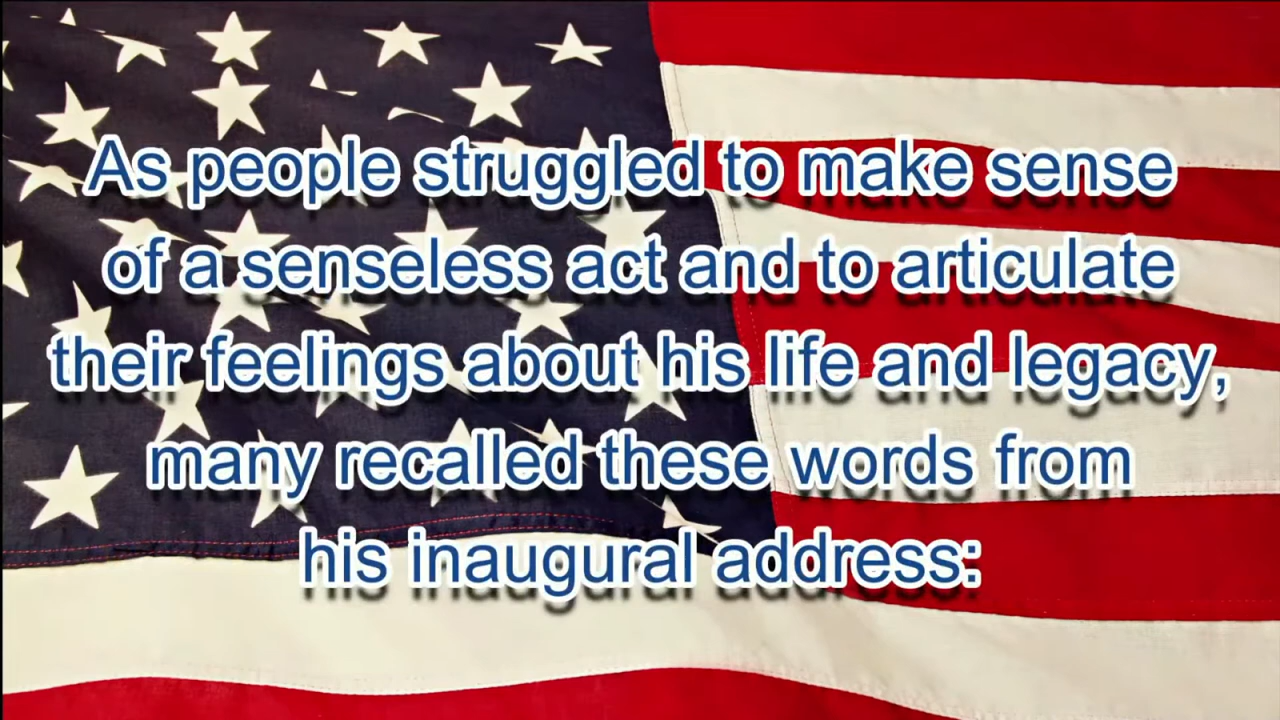 As people struggled to make sense
of a senseless act and to articulate
their feelings about his life and legacy,
many recalled these words from
his inaugural address: